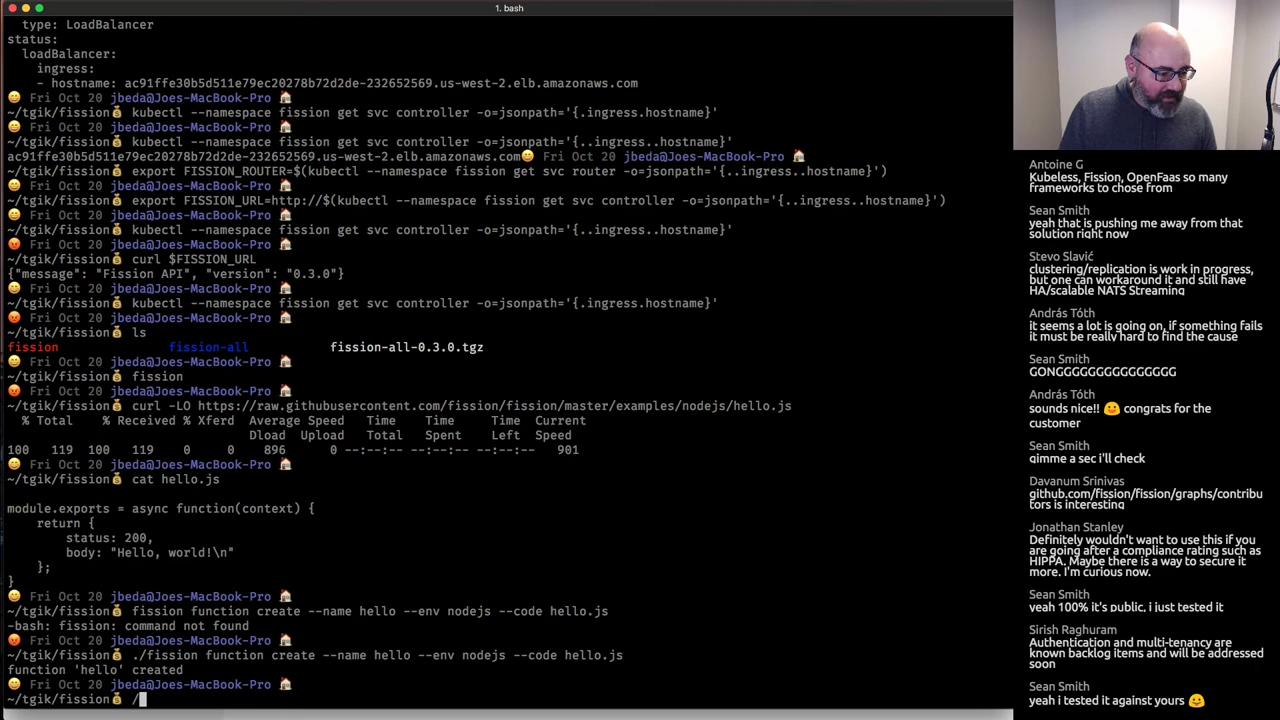 1. bash
type: LoadBalancer
status:
loadBalancer:
ingress:
- hostname: ac91ffe30b5d511e79ec20278b72d2de-232652569.us-west-2.elb.amazonaws.com
😀 Fri Oct 20 jbeda@Joes-MacBook-Pro 🏠
~/tgik/fission💰 kubectl --namespace fission get svc controller -o=jsonpath='{.ingress.hostname}'
😀 Fri Oct 20 jbeda@Joes-MacBook-Pro 🏠
~/tgik/fission💰 kubectl --namespace fission get svc controller -o=jsonpath='{..ingress..hostname}'
ac91ffe30b5d511e79ec20278b72d2de-232652569.us-west-2.elb.amazonaws.com😀 Fri Oct 20 jbeda@Joes-MacBook-Pro 🏠
~/tgik/fission💰 export FISSION_ROUTER=$(kubectl --namespace fission get svc router -o=jsonpath='{..ingress..hostname}')
😀 Fri Oct 20 jbeda@Joes-MacBook-Pro 🏠
~/tgik/fission💰 export FISSION_URL=http://$(kubectl --namespace fission get svc controller -o=jsonpath='{..ingress..hostname}')
😀 Fri Oct 20 jbeda@Joes-MacBook-Pro 🏠
~/tgik/fission💰 kubectl --namespace fission get svc controller -o=jsonpath='{..ingress..hostname}'
😡 Fri Oct 20 jbeda@Joes-MacBook-Pro 🏠
~/tgik/fission💰 curl $FISSION_URL
{"message": "Fission API", "version": "0.3.0"}
😀 Fri Oct 20 jbeda@Joes-MacBook-Pro 🏠
~/tgik/fission💰 kubectl --namespace fission get svc controller -o=jsonpath='{.ingress.hostname}'
😡 Fri Oct 20 jbeda@Joes-MacBook-Pro 🏠
~/tgik/fission💰 ls
fission fission-all fission-all-0.3.0.tgz
😀 Fri Oct 20 jbeda@Joes-MacBook-Pro 🏠
~/tgik/fission💰 fission
😡 Fri Oct 20 jbeda@Joes-MacBook-Pro 🏠
~/tgik/fission💰 curl -LO https://raw.githubusercontent.com/fission/fission/master/examples/nodejs/hello.js
% Total % Received % Xferd Average Speed Time Time Time Current
Dload Upload Total Spent Left Speed
100 119 100 119 0 0 896 0 --:--:-- --:--:-- --:--:-- 901
😀 Fri Oct 20 jbeda@Joes-MacBook-Pro 🏠
~/tgik/fission💰 cat hello.js
module.exports = async function(context) {
return {
status: 200,
body: "Hello, world!\n"
};
}
😀 Fri Oct 20 jbeda@Joes-MacBook-Pro 🏠
~/tgik/fission💰 fission function create --name hello --env nodejs --code hello.js
-bash: fission: command not found
😡 Fri Oct 20 jbeda@Joes-MacBook-Pro 🏠
~/tgik/fission💰 ./fission function create --name hello --env nodejs --code hello.js
function 'hello' created
😀 Fri Oct 20 jbeda@Joes-MacBook-Pro 🏠
~/tgik/fission💰 /
Antoine G
Kubeless, Fission, OpenFaas so many
frameworks to chose from
Sean Smith
yeah that is pushing me away from that
solution right now
Stevo Slavić
clustering/replication is work in progress,
but one can workaround it and still have
HA/scalable NATS Streaming
András Tóth
it seems a lot is going on, if something fails
it must be really hard to find the cause
Sean Smith
GONGGGGGGGGGGGGGGG
András Tóth
sounds nice!! 🙂 congrats for the
customer
Sean Smith
gimme a sec i'll check
Davanum Srinivas
github.com/fission/fission/graphs/contribu
tors is interesting
Jonathan Stanley
Definitely wouldn't want to use this if you
are going after a compliance rating such as
HIPPA. Maybe there is a way to secure it
more. I'm curious now.
Sean Smith
yeah 100% it's public. i just tested it
Sirish Raghuram
Authentication and multi-tenancy are
known backlog items and will be addressed
soon
Sean Smith
yeah i tested it against yours 🙂